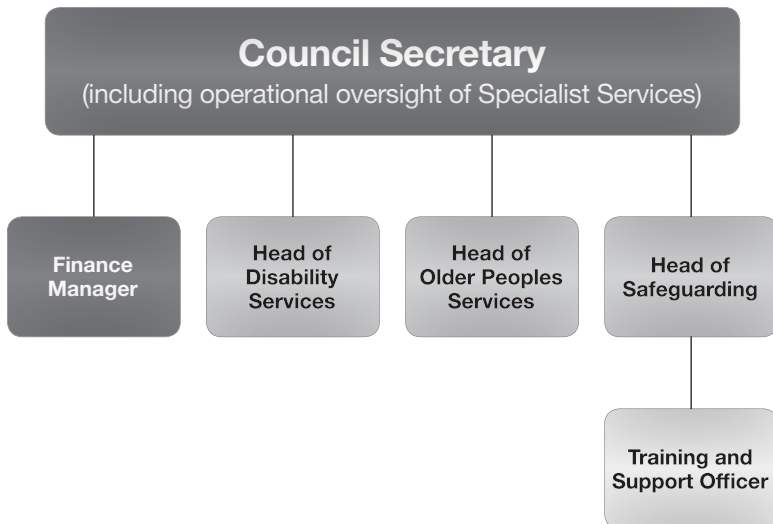 Council Secretary
(including operational oversight of Specialist Services)
Finance
Manager
Head of
Disability
Services
Head of
Older Peoples
Services
Head of
Safeguarding
Training and
Support Officer